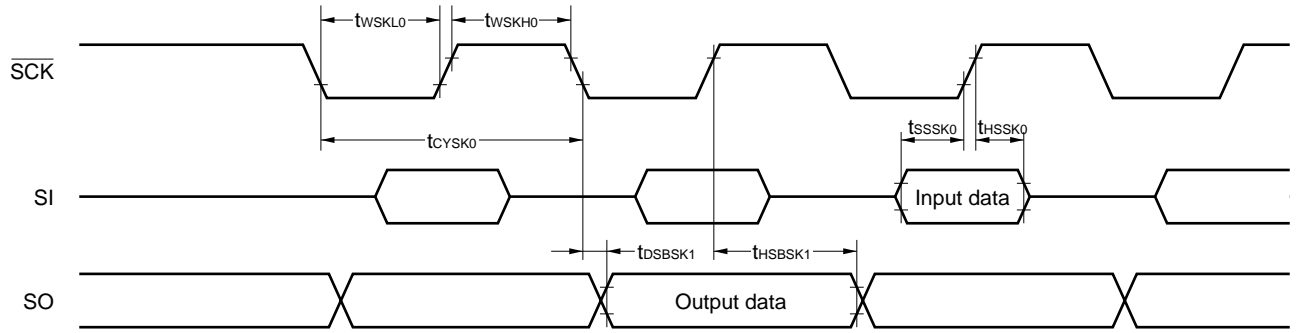 tWSKL0 tWSKH0
SCK
tCYSK0 tSSSK0 tHSSK0
SI Input data
tDSBSK1 tHSBSK1
SO Output data